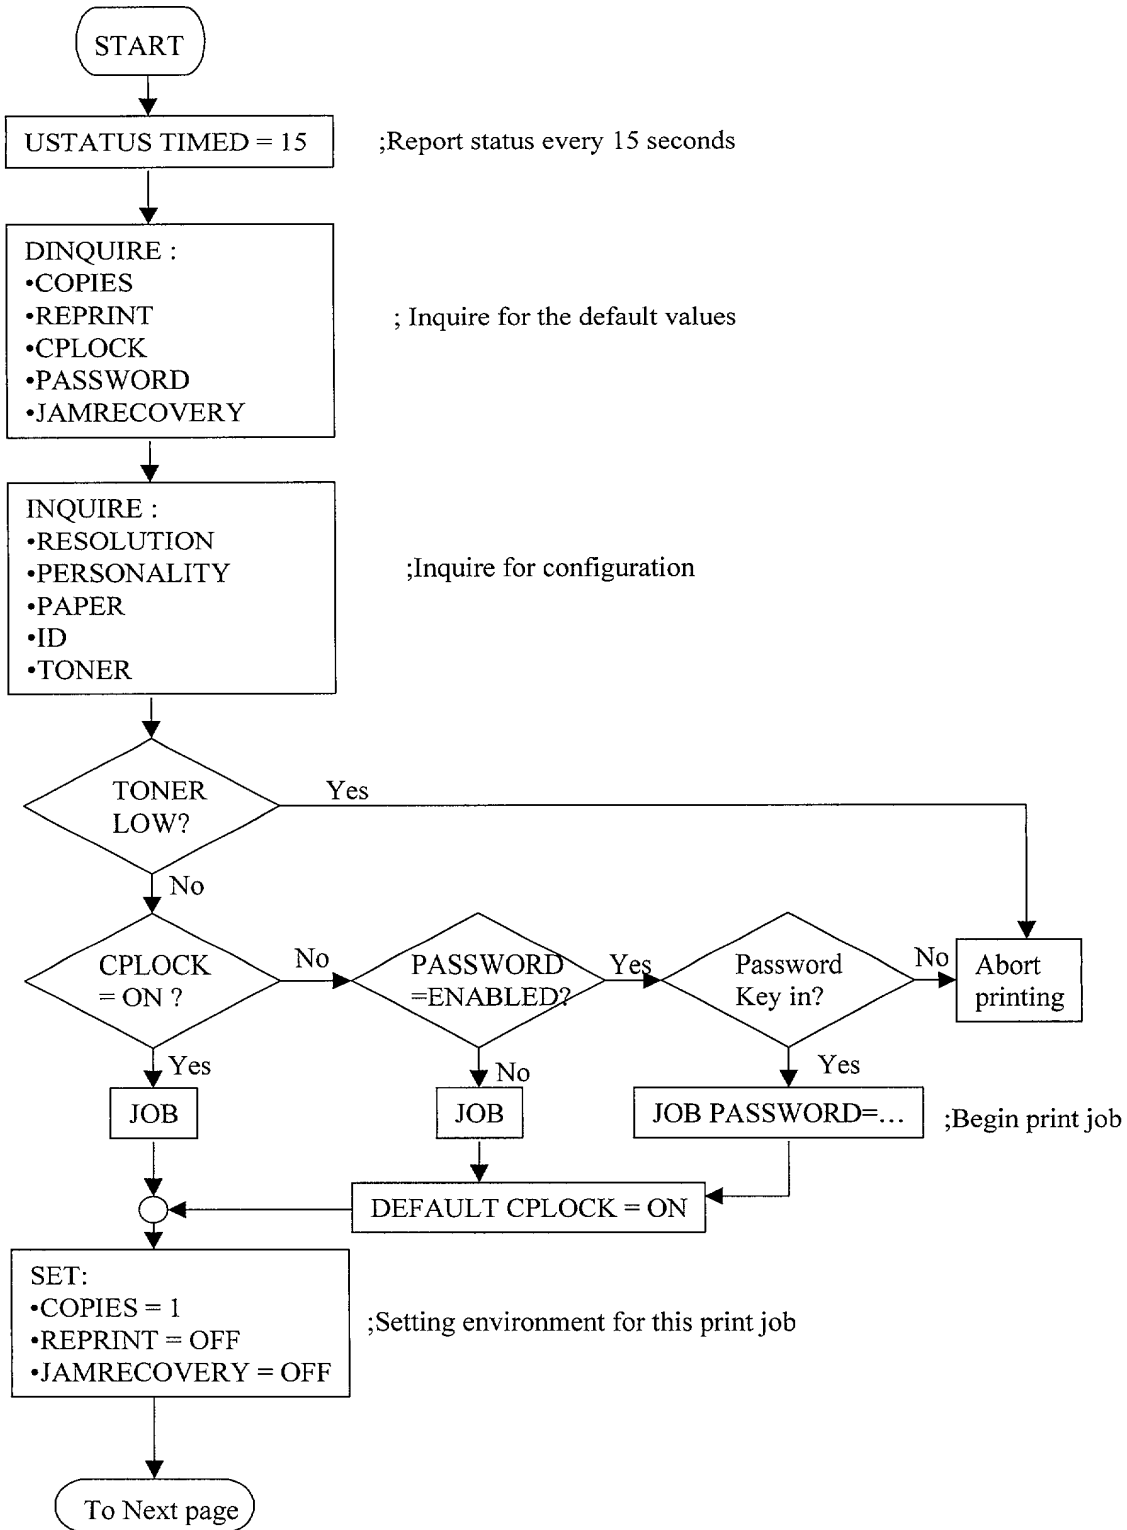 START
USTATUS TIMED = 15
;Report status every 15 seconds
DINQUIRE :
•COPIES
•REPRINT
•CPLOCK
•PASSWORD
•JAMRECOVERY
; Inquire for the default values
INQUIRE :
•RESOLUTION
•PERSONALITY
•PAPER
•ID
•TONER
;Inquire for configuration
TONER
LOW?
Yes
No
CPLOCK
= ON ?
No
PASSWORD
=ENABLED?
Yes
Password
Key in?
No
Abort
printing
Yes
No
Yes
JOB
JOB
JOB PASSWORD=...
;Begin print job
DEFAULT CPLOCK = ON
SET:
•COPIES = 1
•REPRINT = OFF
•JAMRECOVERY = OFF
;Setting environment for this print job
To Next page